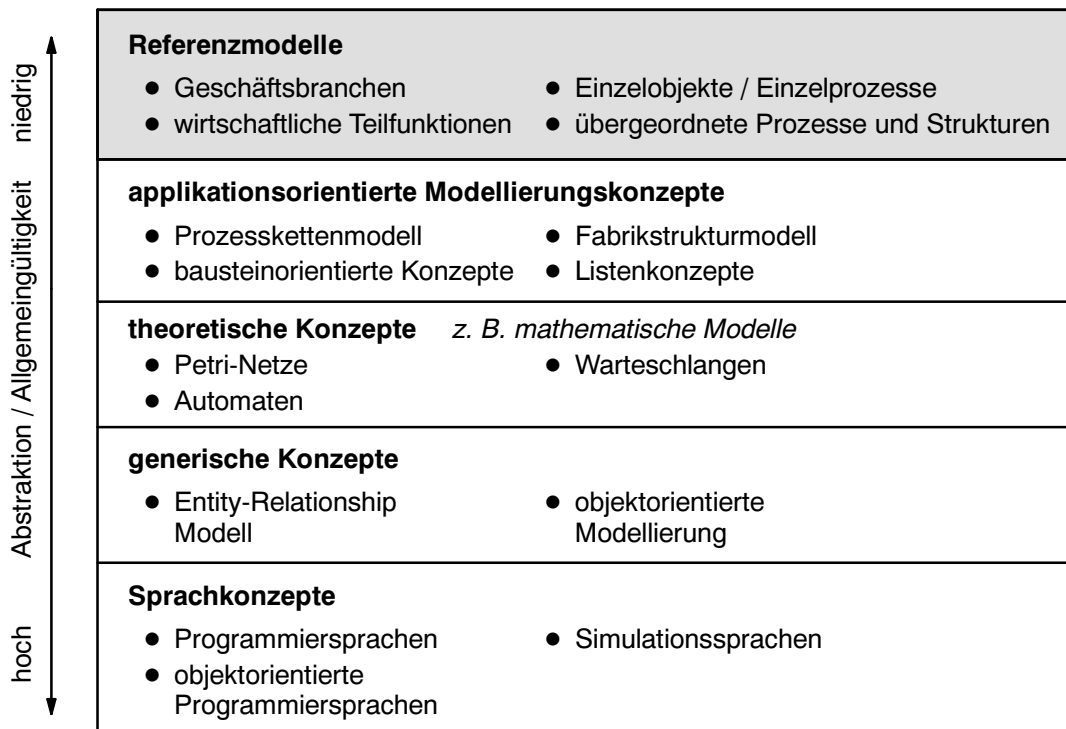 Referenzmodelle
● Geschäftsbranchen
● Einzelobjekte / Einzelprozesse
● wirtschaftliche Teilfunktionen
● übergeordnete Prozesse und Strukturen
applikationsorientierte Modellierungskonzepte
● Prozesskettenmodell
● Fabrikstrukturmodell
● bausteinorientierte Konzepte
● Listenkonzepte
theoretische Konzepte z. B. mathematische Modelle
● Petri-Netze
● Warteschlangen
● Automaten
generische Konzepte
● Entity-Relationship
Modell
● objektorientierte
Modellierung
Sprachkonzepte
● Programmiersprachen
● Simulationssprachen
● objektorientierte
Programmiersprachen
niedrig
Abstraktion / Allgemeingültigkeit
hoch